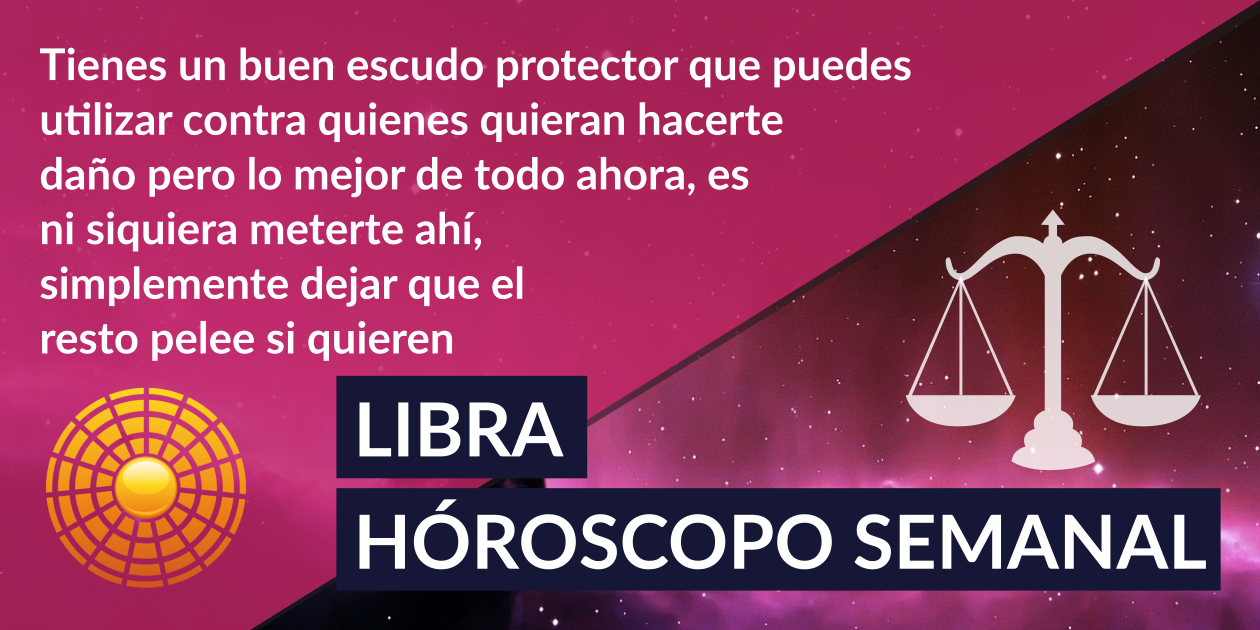 Tienes un buen escudo protector que puedes
utilizar contra quienes quieran hacerte
daño pero lo mejor de todo ahora, es
ni siquiera meterte ahí,
simplemente dejar que el
resto pelee si quieren
LIBRA
HÓROSCOPO SEMANAL